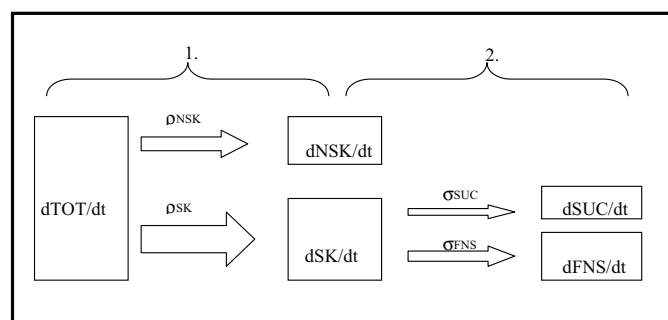 1.
2.
ρNSK
dNSK/dt
dTOT/dt
ρSK
σSUC
dSUC/dt
dSK/dt
σFNS
dFNS/dt